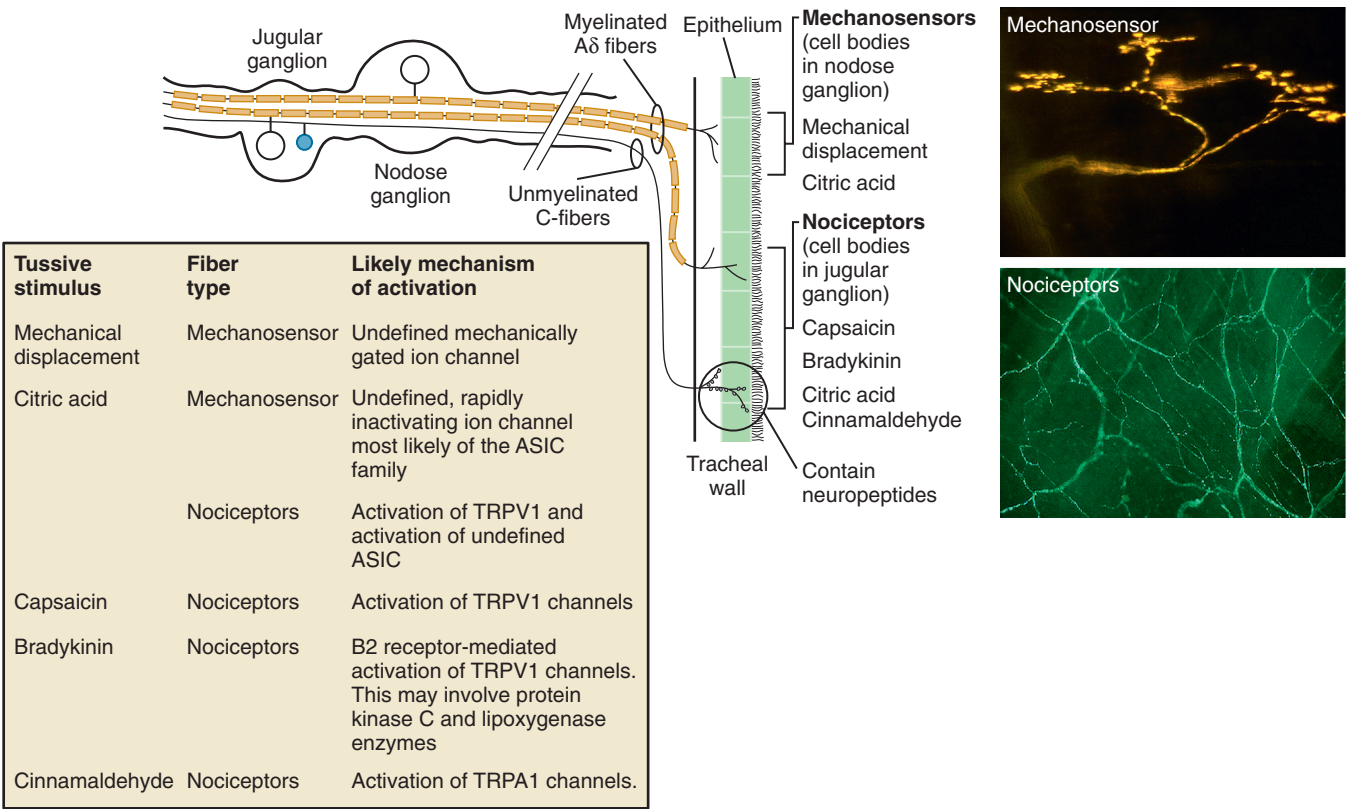 Jugular
ganglion
Nodose
ganglion
Myelinated
Aδ fibers
Unmyelinated
C-fibers
Epithelium
Tracheal
wall
Mechanosensors
(cell bodies
in nodose
ganglion)
Mechanical
displacement
Citric acid
Nociceptors
(cell bodies
in jugular
ganglion)
Capsaicin
Bradykinin
Citric acid
Cinnamaldehyde
Contain
neuropeptides
Mechanosensor
Nociceptors
Tussive stimulus Fiber type Likely mechanism of activation
Mechanical displacement Mechanosensor Undefined mechanically
gated ion channel
Citric acid Mechanosensor Undefined, rapidly
inactivating ion channel
most likely of the ASIC
family
Nociceptors Activation of TRPV1 and
activation of undefined
ASIC
Capsaicin Nociceptors Activation of TRPV1 channels
Bradykinin Nociceptors B2 receptor-mediated
activation of TRPV1 channels.
This may involve protein
kinase C and lipoxygenase
enzymes
Cinnamaldehyde Nociceptors Activation of TRPA1 channels.